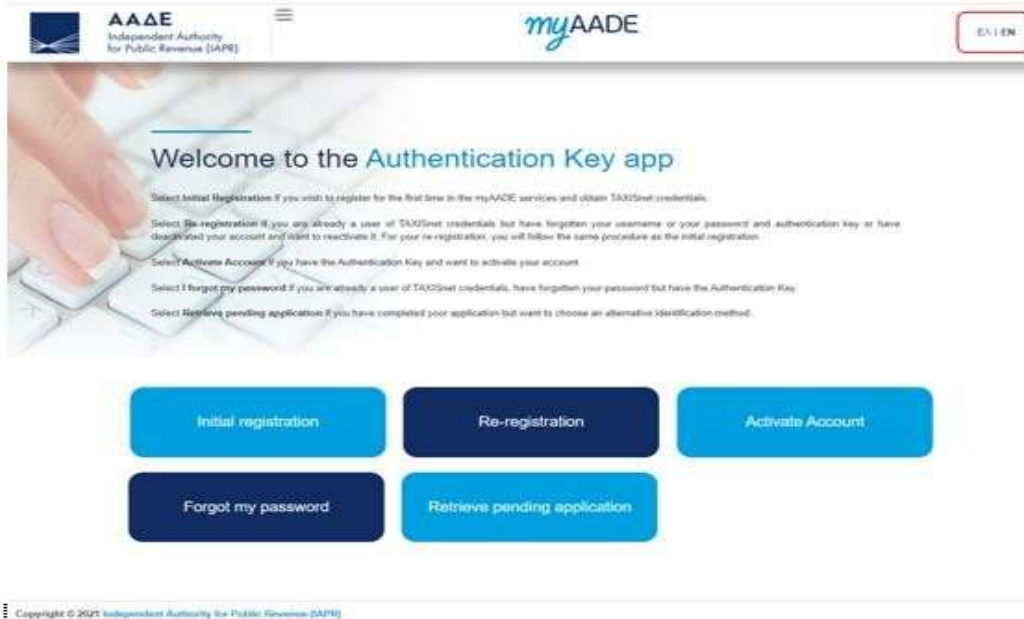 ΑΑΔΕ
Independent Authority
for Public Revenue (IAPR)
myAADE
ΕΛ | EN
Welcome to the Authentication Key app
Select Initial Registration if you wish to register for the first time in the myAADE services and obtain TAXISnet credentials.
Select Re-registration if you are already a user of TAXISnet credentials but have forgotten your username or your password and authentication key or have
deactivated your account and want to reactivate it. For your re-registration, you will follow the same procedure as the initial registration
Select Activate Account if you have the Authentication Key and want to activate your account.
Select I forgot my password if you are already a user of TAXISnet credentials, have forgotten your password but have the Authentication Key.
Select Retrieve pending application if you have completed your application but want to choose an alternative identification method.
Initial registration
Re-registration
Activate Account
Forgot my password
Retrieve pending application
Copyright © 2021 Independent Authority for Public Revenue (IAPR)